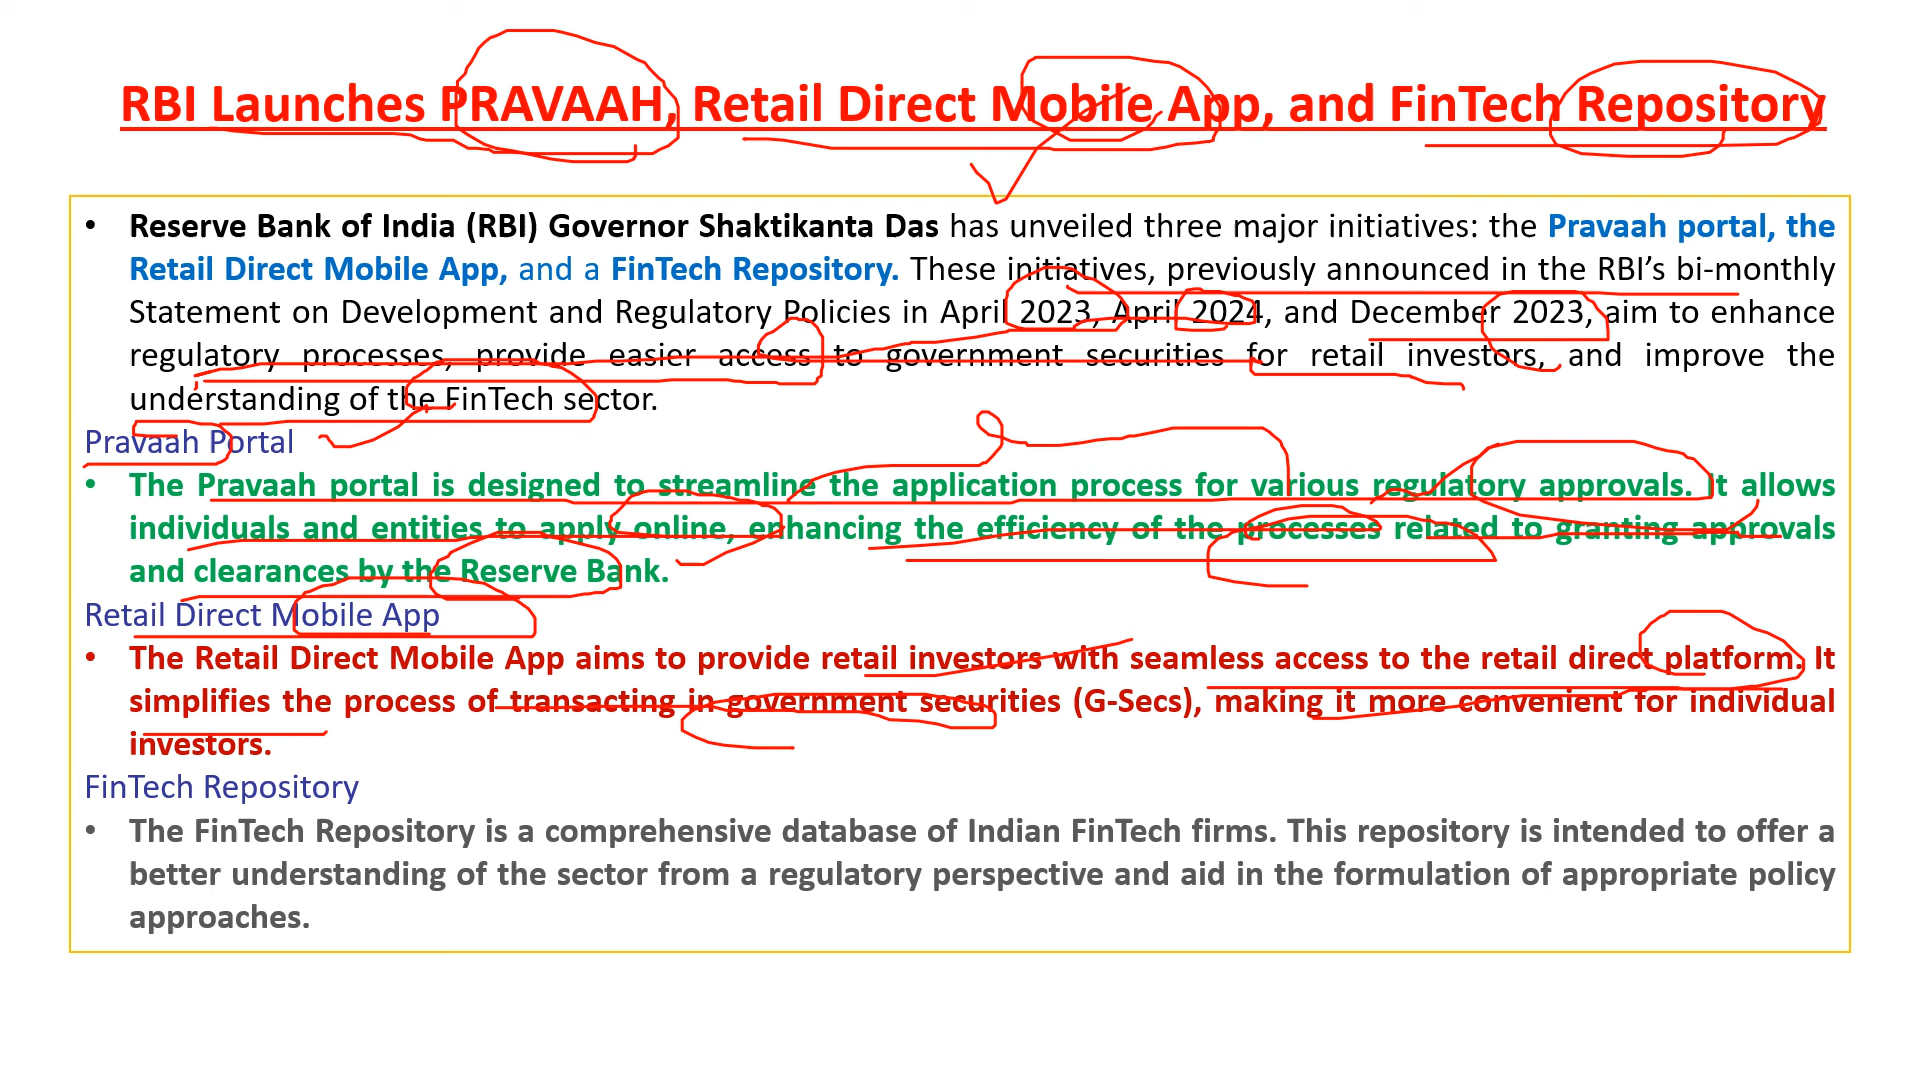 RBI Launches PRAVAAH, Retail Direct Mobile App, and FinTech Repository
• Reserve Bank of India (RBI) Governor Shaktikanta Das has unveiled three major initiatives: the Pravaah portal, the
Retail Direct Mobile App, and a FinTech Repository. These initiatives, previously announced in the RBI’s bi-monthly
Statement on Development and Regulatory Policies in April 2023, April 2024, and December 2023, aim to enhance
regulatory processes, provide easier access to government securities for retail investors, and improve the
understanding of the FinTech sector.
Pravaah Portal
• The Pravaah portal is designed to streamline the application process for various regulatory approvals. It allows
individuals and entities to apply online, enhancing the efficiency of the processes related to granting approvals
and clearances by the Reserve Bank.
Retail Direct Mobile App
• The Retail Direct Mobile App aims to provide retail investors with seamless access to the retail direct platform. It
simplifies the process of transacting in government securities (G-Secs), making it more convenient for individual
investors.
FinTech Repository
• The FinTech Repository is a comprehensive database of Indian FinTech firms. This repository is intended to offer a
better understanding of the sector from a regulatory perspective and aid in the formulation of appropriate policy
approaches.